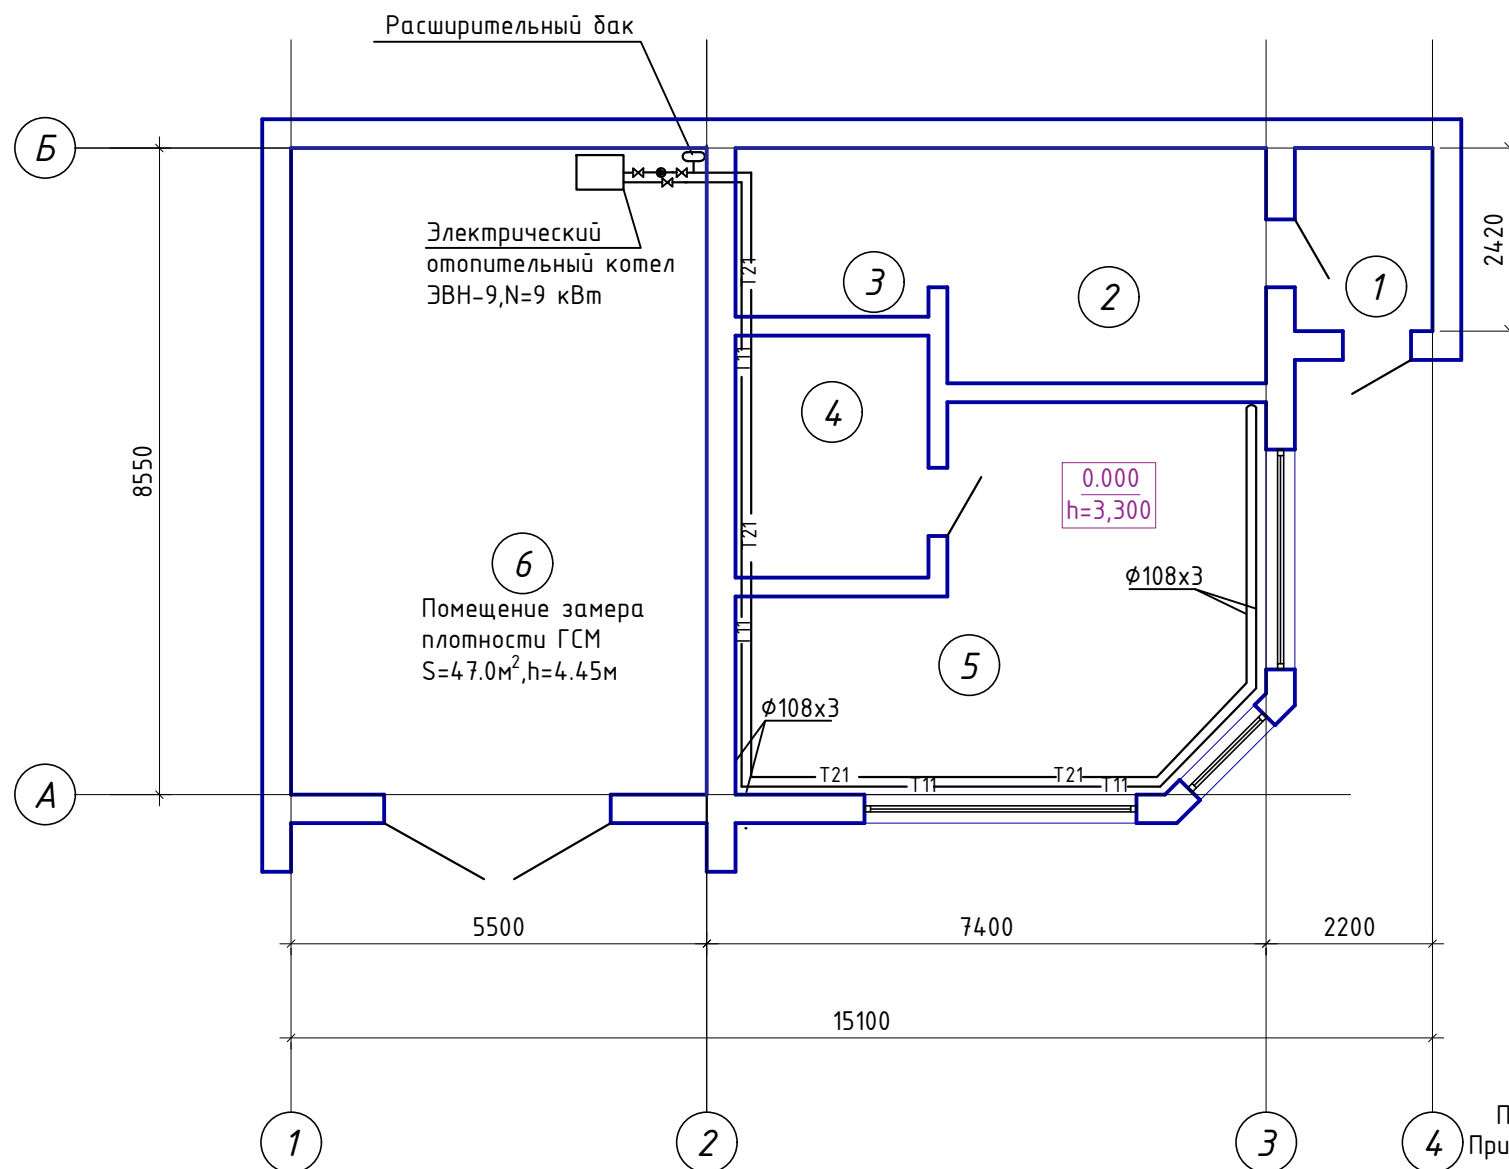 Расширительный бак
Б
Электрический
отопительный котел
ЭВН-9,N=9 кВт
Т21
2420
3
2
1
Т11
4
8550
0.000
h=3,300
Т21
6
Ф108х3
Помещение замера
плотности ГСМ
S=47.0м²,h=4.45м
Т11
5
Ф108х3
А
Т21
Т11
Т21
Т11
5500
7400
2200
15100
П
При
1
2
3
4